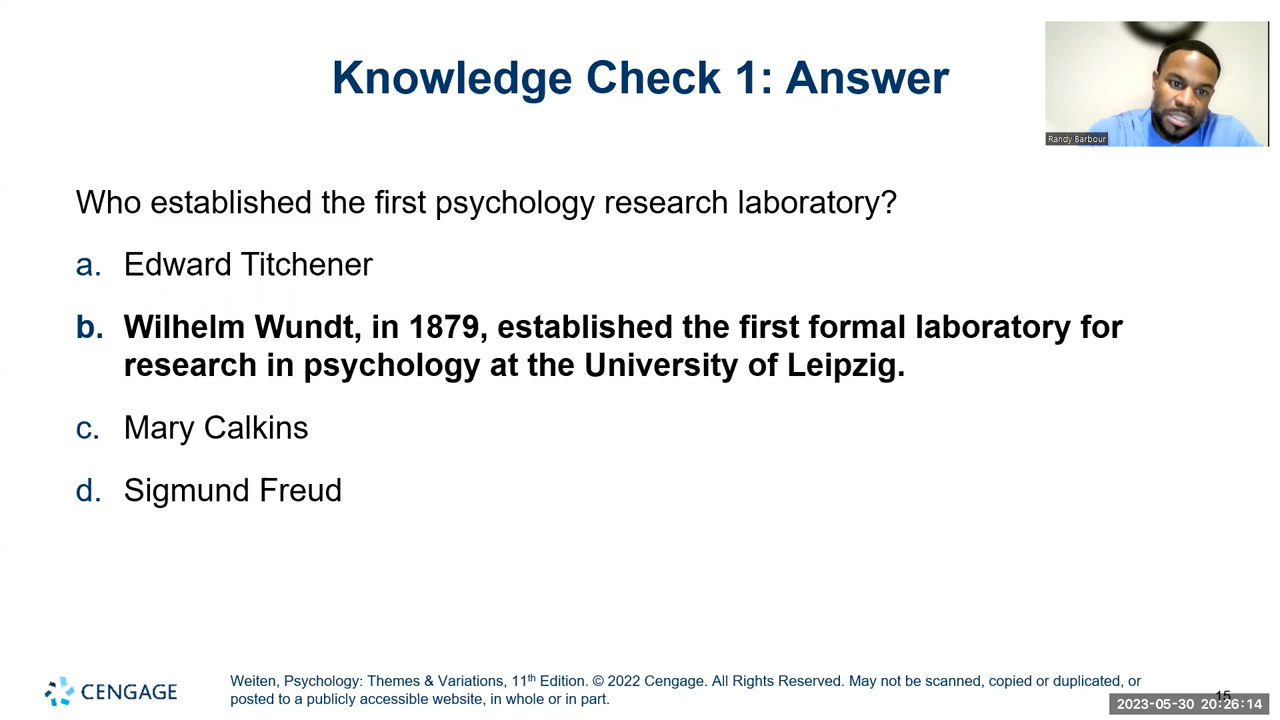 Knowledge Check 1: Answer
Randy Barbour
Who established the first psychology research laboratory?
a. Edward Titchener
b. Wilhelm Wundt, in 1879, established the first formal laboratory for
research in psychology at the University of Leipzig.
c. Mary Calkins
d. Sigmund Freud
CENGAGE
Weiten, Psychology: Themes & Variations, 11th Edition. © 2022 Cengage. All Rights Reserved. May not be scanned, copied or duplicated, or
posted to a publicly accessible website, in whole or in part.
15
2023-05-30 20:26:14